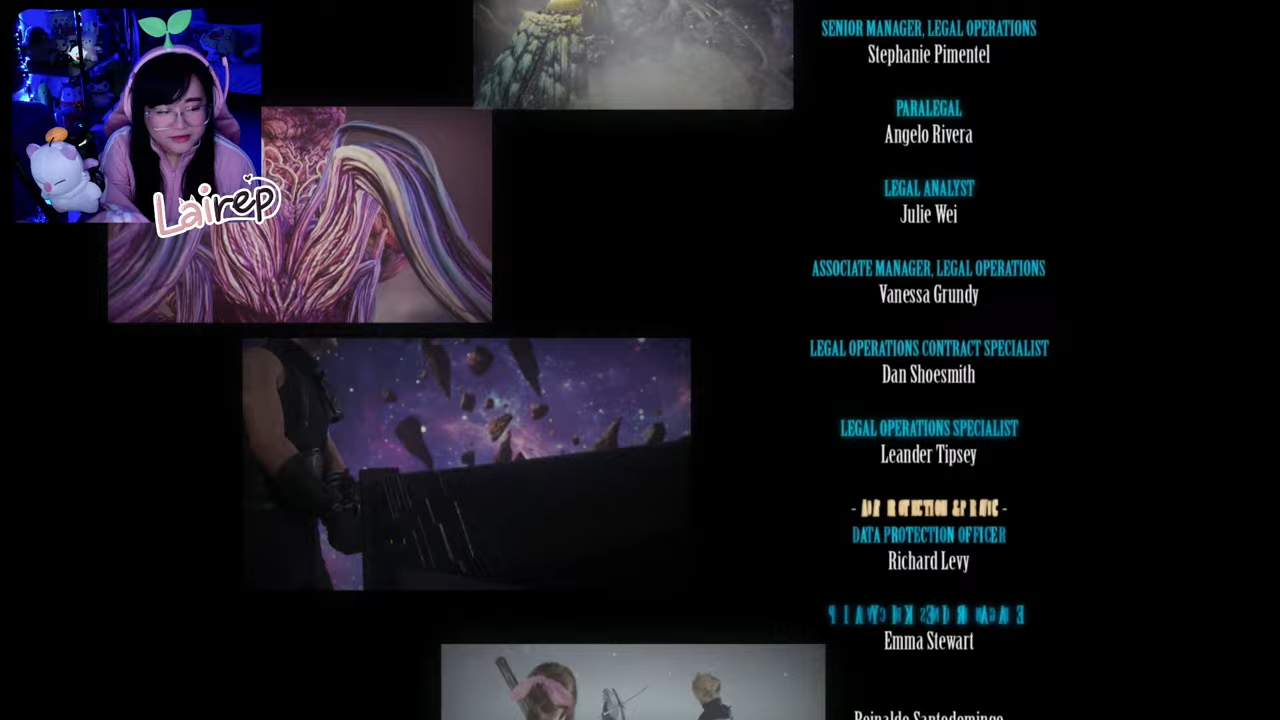 Lairep
SENIOR MANAGER, LEGAL OPERATIONS
Stephanie Pimentel
PARALEGAL
Angelo Rivera
LEGAL ANALYST
Julie Wei
ASSOCIATE MANAGER, LEGAL OPERATIONS
Vanessa Grundy
LEGAL OPERATIONS CONTRACT SPECIALIST
Dan Shoesmith
LEGAL OPERATIONS SPECIALIST
Leander Tipsey
DATA PROTECTION OFFICER
Richard Levy
Emma Stewart
Reinaldo Santodomingo